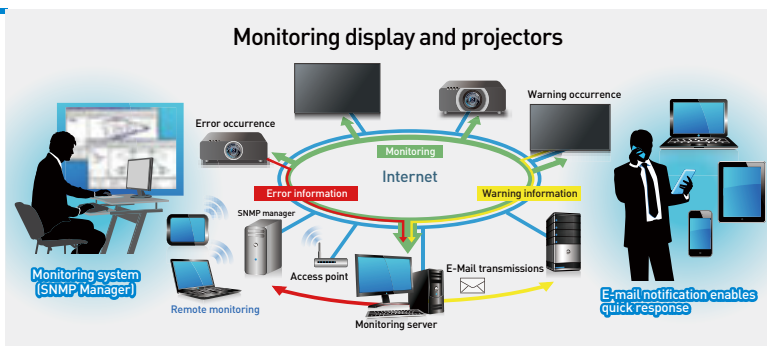 Monitoring display and projectors
Warning occurrence
Error occurrence
Monitoring
Internet
Error information
Warning information
SNMP manager
Access point
E-Mail transmissions
Monitoring system
(SNMP Manager)
Remote monitoring
Monitoring server
E-mail notification enables
quick response